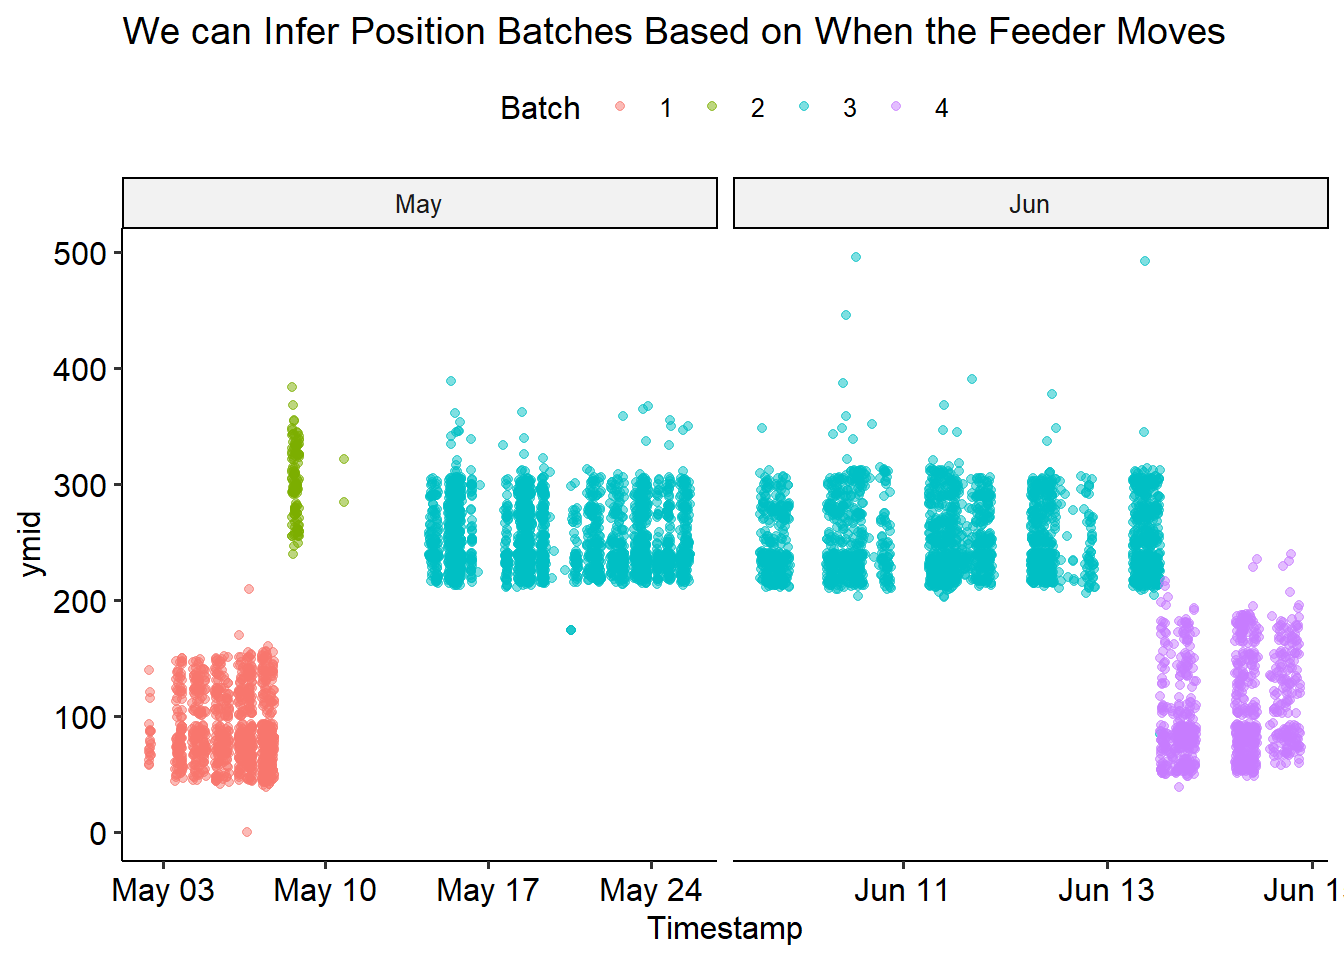 We can Infer Position Batches Based on When the Feeder Moves
Batch 1 2 3 4
May Jun
500
400
300
200
100
0
ymid
May 03 May 10 May 17 May 24 Jun 11 Jun 13 Jun 1
Timestamp